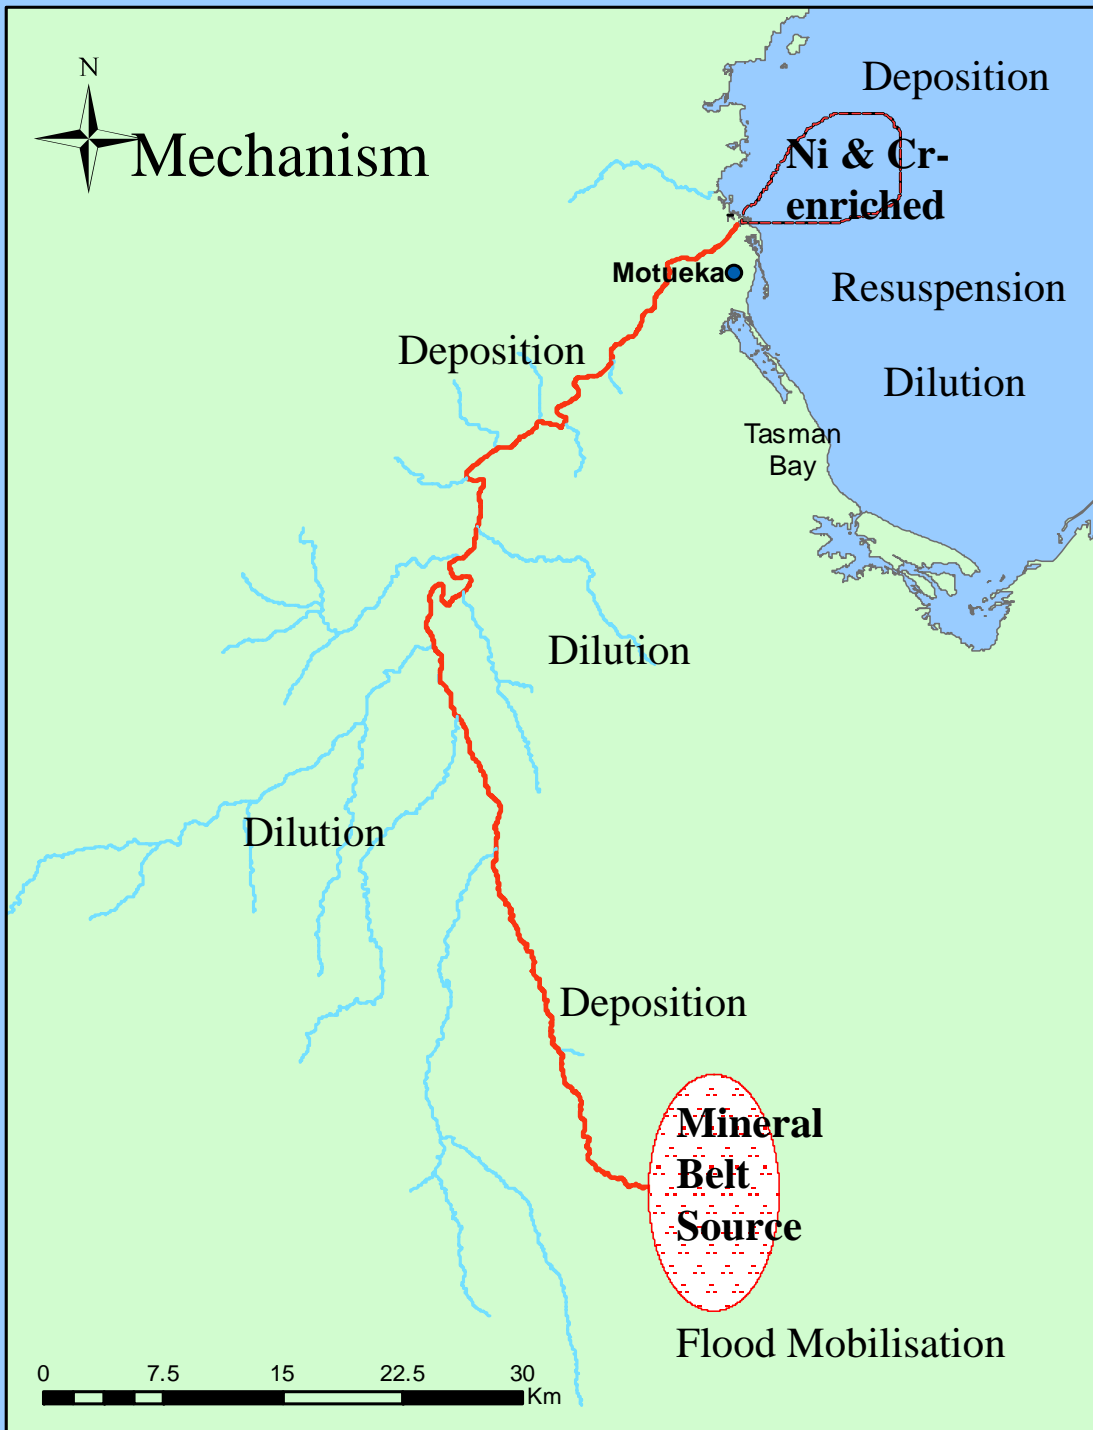 N
Mechanism
Deposition
Ni & Cr-
enriched
Motueka
Resuspension
Deposition
Dilution
Tasman
Bay
Dilution
Dilution
Deposition
Mineral
Belt
Source
Flood Mobilisation
0 7.5 15 22.5 30
Km